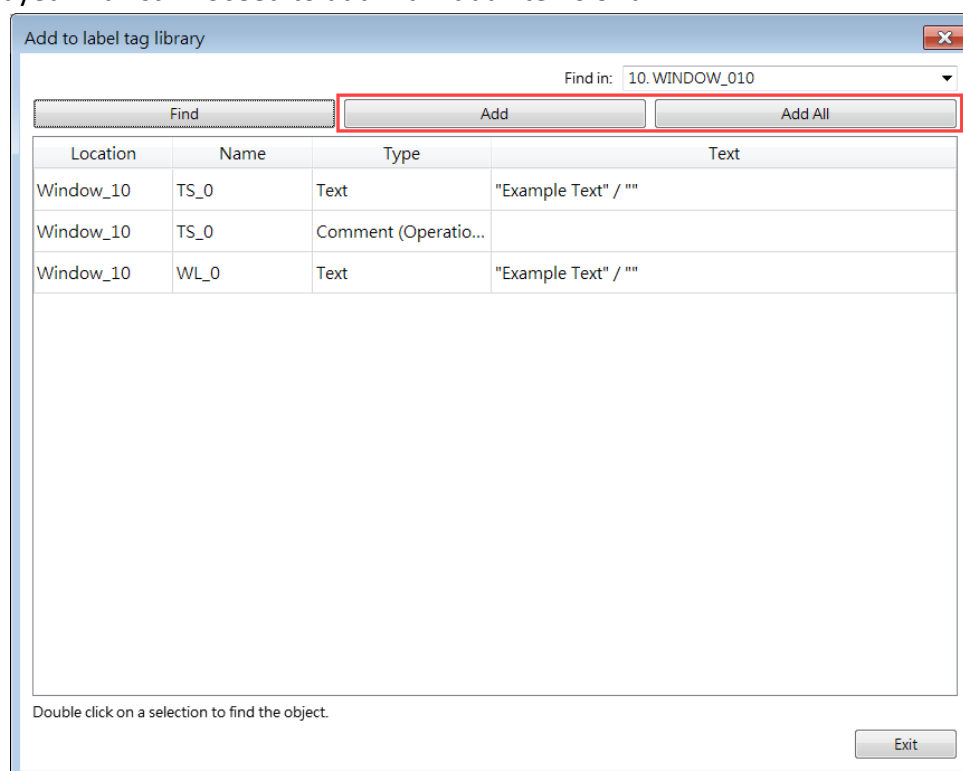 Add to label tag library
Find in: 10. WINDOW_010
Find Add Add All
Location Name Type Text
Window_10 TS_0 Text "Example Text" / ""
Window_10 TS_0 Comment (Operatio...
Window_10 WL_0 Text "Example Text" / ""
Double click on a selection to find the object.
Exit